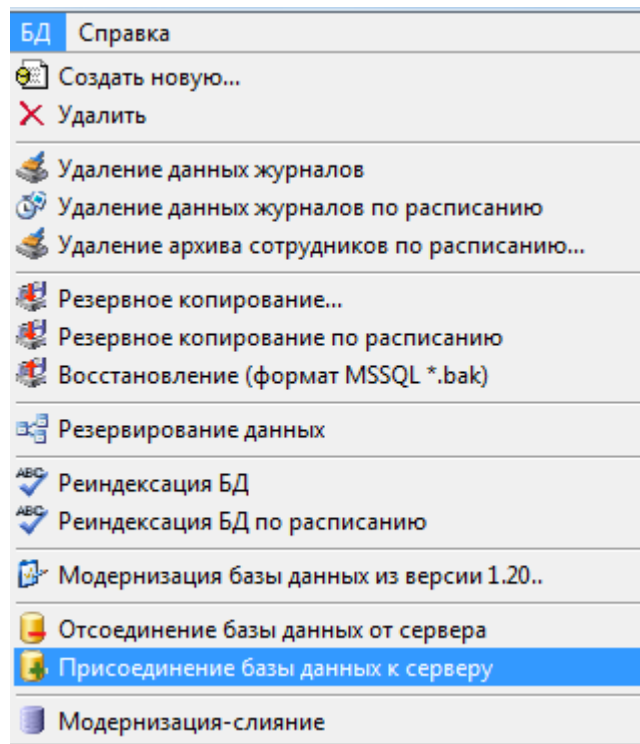 БД Справка
Создать новую...
Удалить
Удаление данных журналов
Удаление данных журналов по расписанию
Удаление архива сотрудников по расписанию...
Резервное копирование...
Резервное копирование по расписанию
Восстановление (формат MSSQL *.bak)
Резервирование данных
ABC Реиндексация БД
ABC Реиндексация БД по расписанию
Модернизация базы данных из версии 1.20..
Отсоединение базы данных от сервера
Присоединение базы данных к серверу
Модернизация-слияние